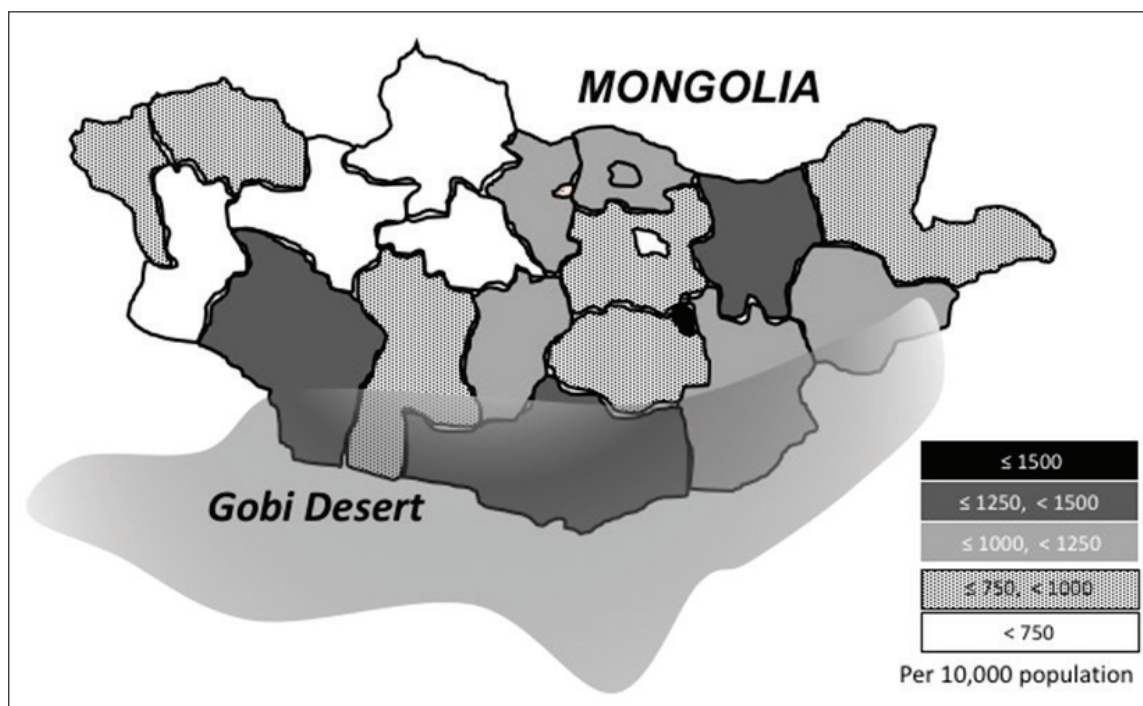 MONGOLIA
Gobi Desert
≤ 1500
≤ 1250, < 1500
≤ 1000, < 1250
≤ 750, < 1000
< 750
Per 10,000 population